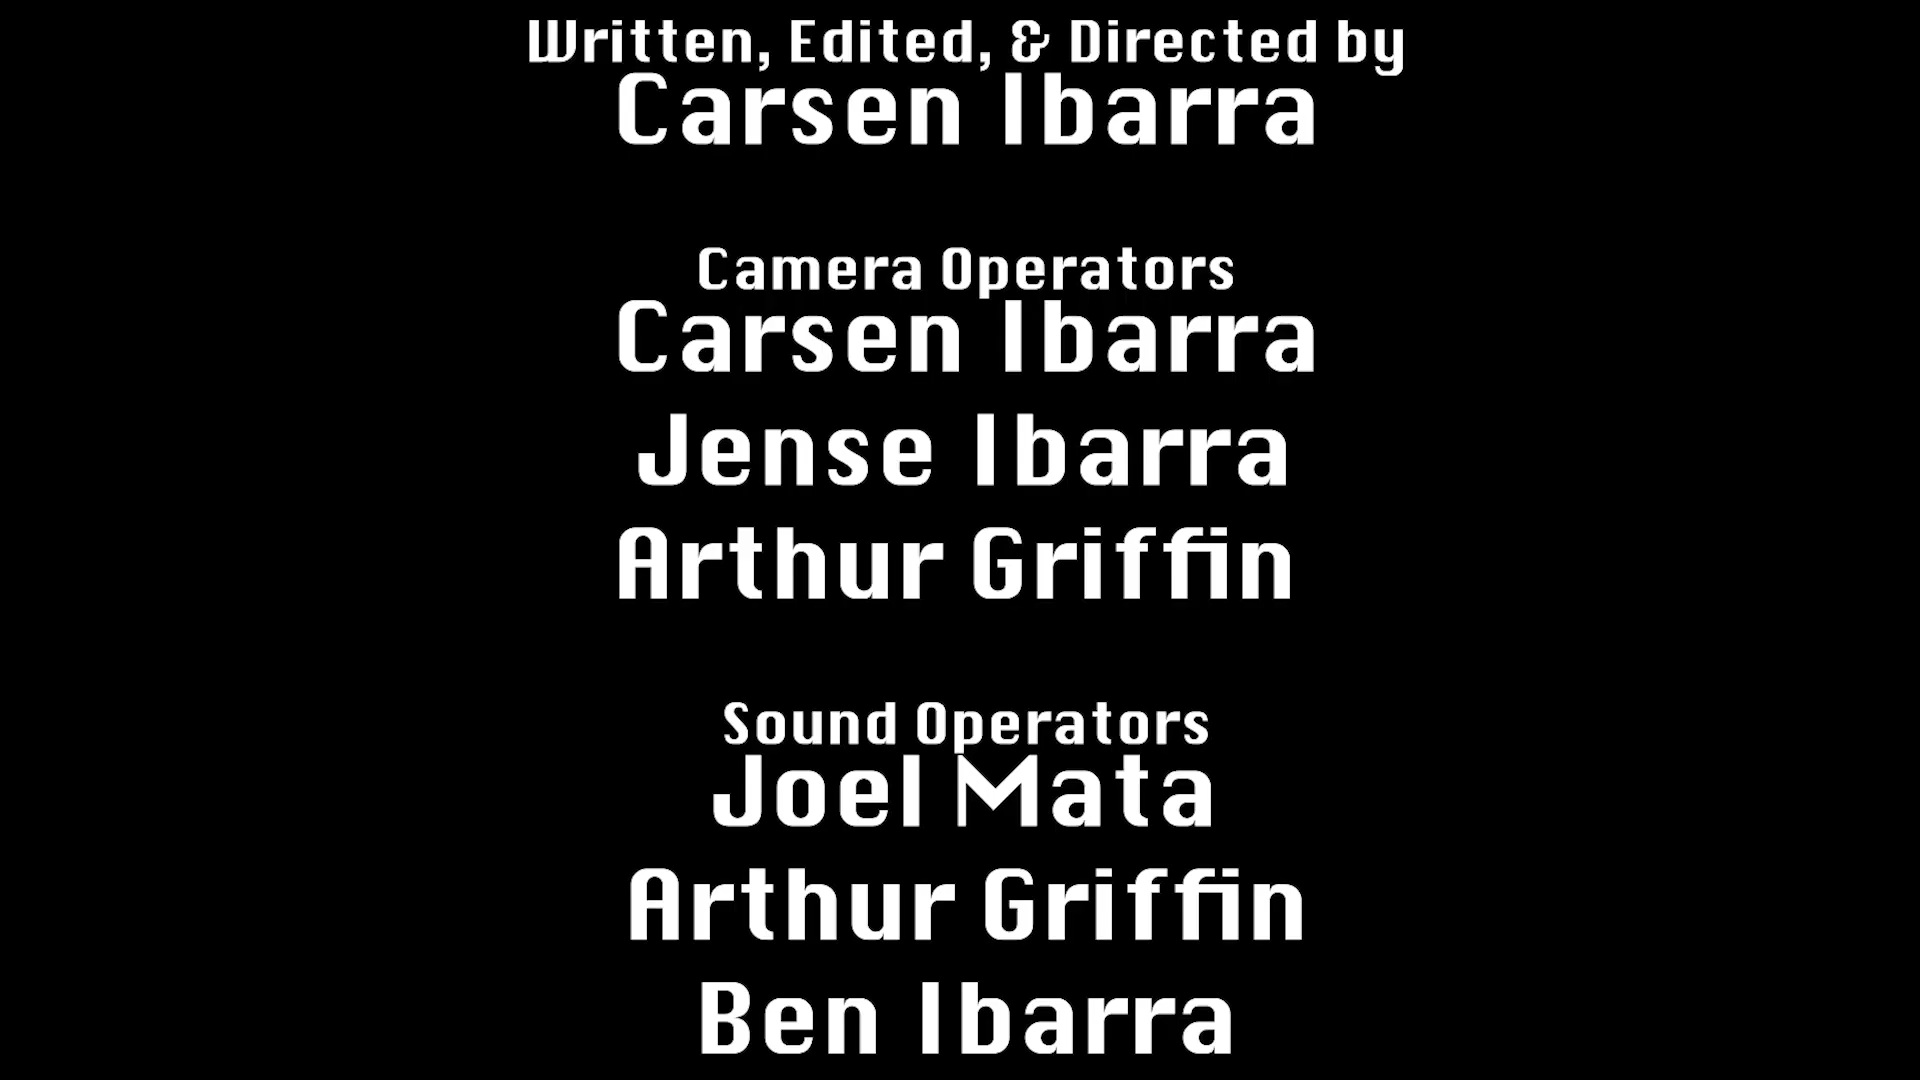 Written, Edited, & Directed by
Carsen Ibarra
Camera Operators
Carsen Ibarra
Jense Ibarra
Arthur Griffin
Sound Operators
Joel Mata
Arthur Griffin
Ben Ibarra